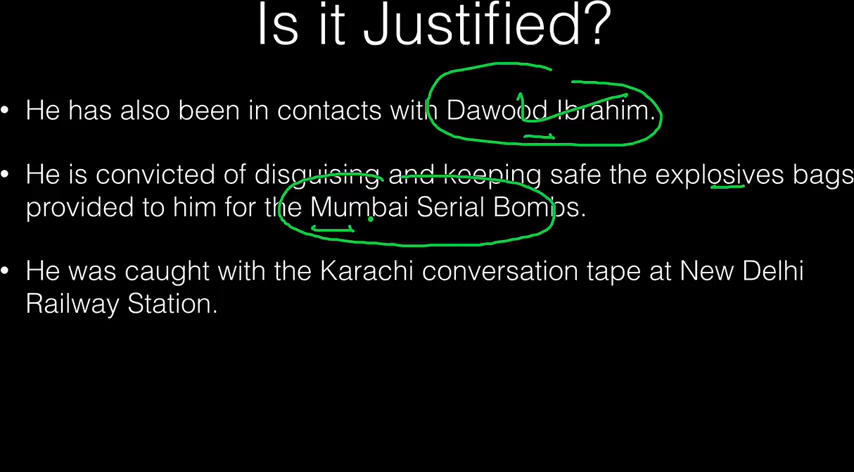 Is it Justified?
• He has also been in contacts with Dawood Ibrahim.
• He is convicted of disguising and keeping safe the explosives bags
provided to him for the Mumbai Serial Bombs.
• He was caught with the Karachi conversation tape at New Delhi
Railway Station.